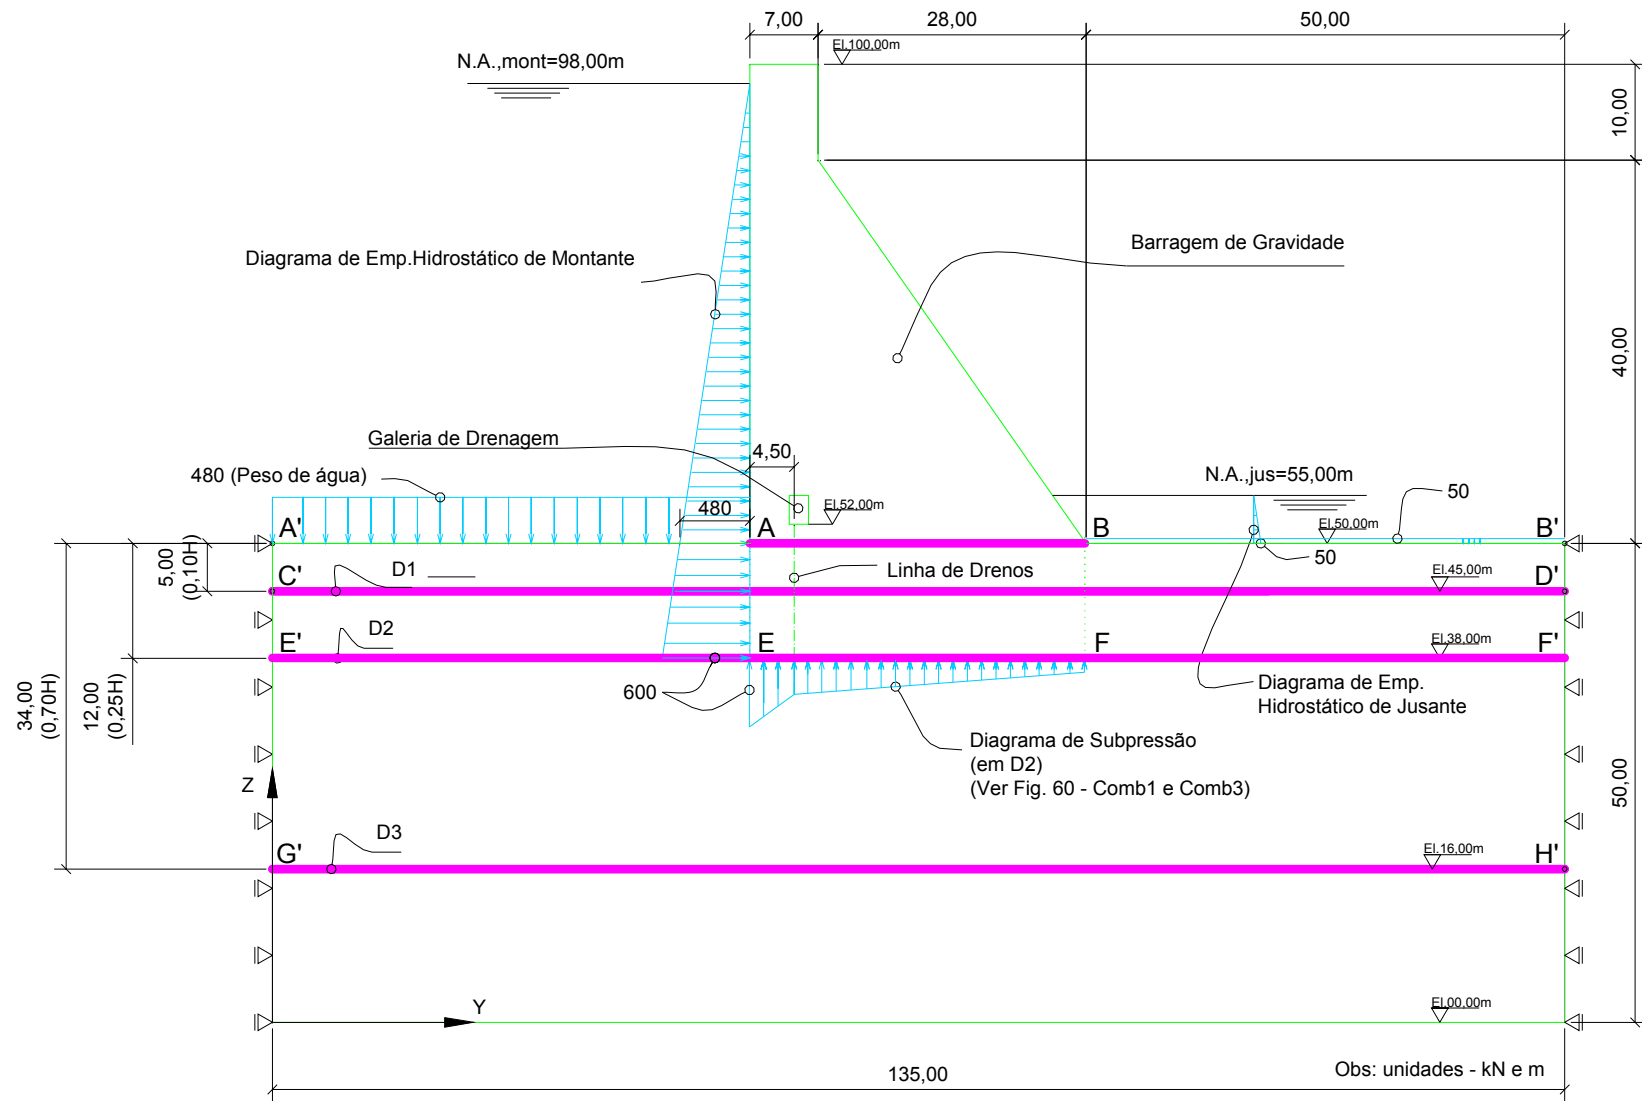 7,00
28,00
50,00
El.100,00m
N.A.,mont=98,00m
10,00
Diagrama de Emp.Hidrostático de Montante
Barragem de Gravidade
40,00
Galeria de Drenagem
4,50
480 (Peso de água)
480
El.52,00m
N.A.,jus=55,00m
50
A'
A
B
El.50,00m
B'
5,00
(0,10H)
D1
Linha de Drenos
50
C'
El.45,00m
D'
D2
E'
E
F
El.38,00m
F'
34,00
(0,70H)
12,00
(0,25H)
600
Diagrama de Emp.
Hidrostático de Jusante
Diagrama de Subpressão
(em D2)
(Ver Fig. 60 - Comb1 e Comb3)
Z
50,00
D3
G'
El.16,00m
H'
Y
El.00,00m
135,00
Obs: unidades - kN e m